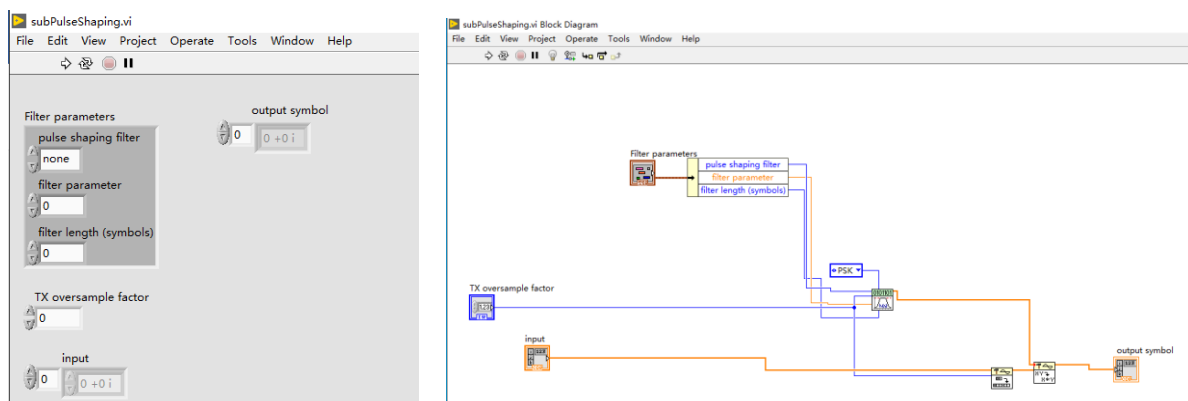 subPulseShaping.vi
File Edit View Project Operate Tools Window Help
Filter parameters
pulse shaping filter
none
filter parameter
0
filter length (symbols)
0
TX oversample factor
0
input
0
0 +0 i
output symbol
0
0 +0 i
subPulseShaping.vi Block Diagram
File Edit View Project Operate Tools Window Help
Filter parameters
pulse shaping filter
filter parameter
filter length (symbols)
PSK
TX oversample factor
input
output symbol